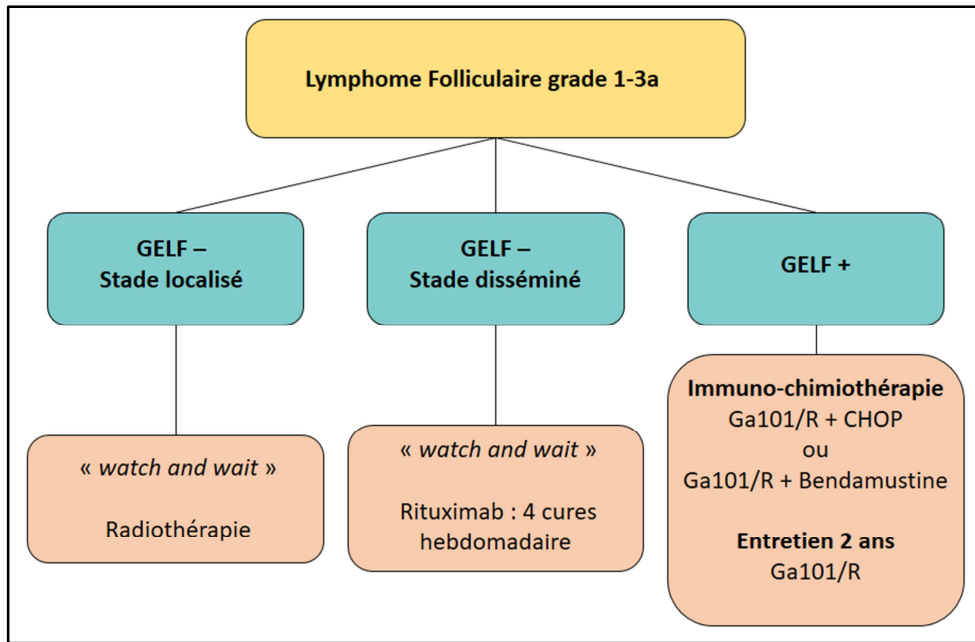 Lymphome Folliculaire grade 1-3a
GELF –
Stade localisé
GELF –
Stade disséminé
GELF +
« watch and wait »
Radiothérapie
« watch and wait »
Rituximab : 4 cures
hebdomadaire
Immuno-chimiothérapie
Ga101/R + CHOP
ou
Ga101/R + Bendamustine
Entretien 2 ans
Ga101/R